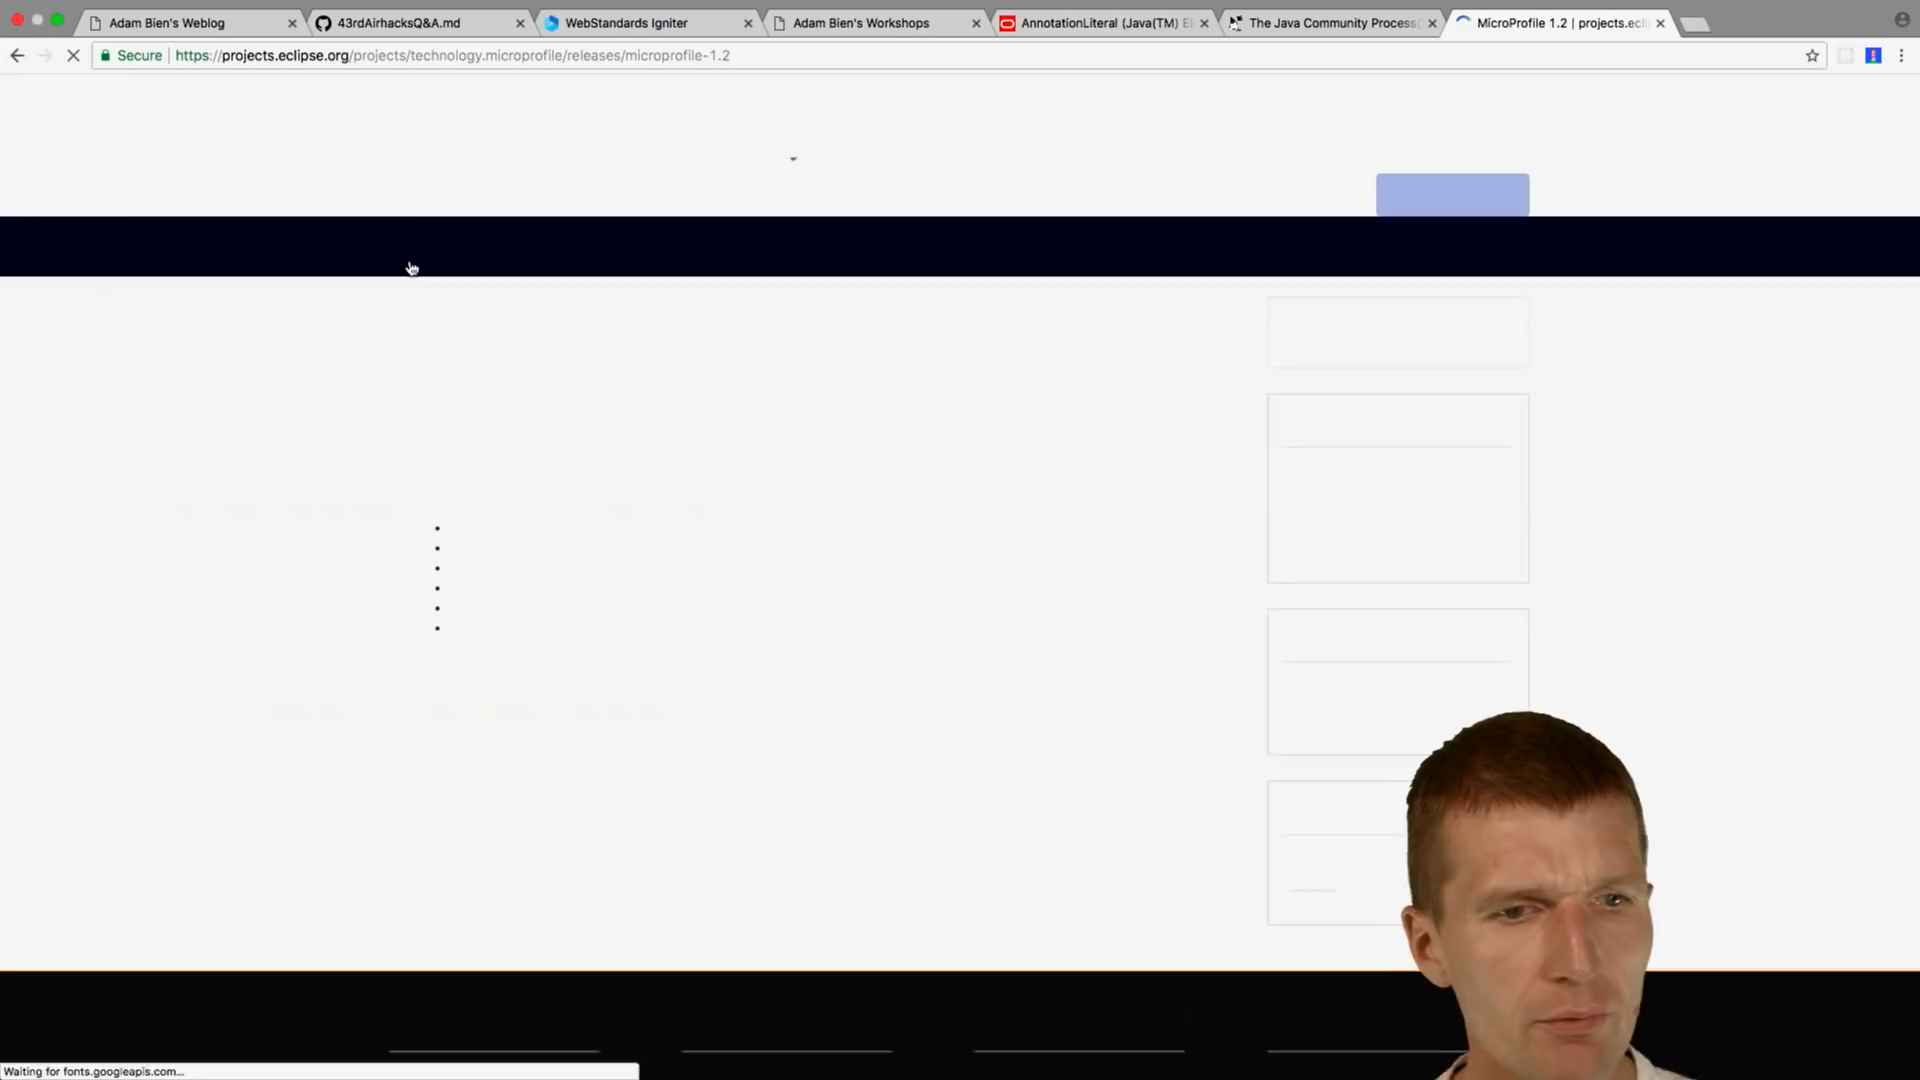 Adam Bien's Weblog
43rdAirhacksQ&A.md
WebStandards Igniter
Adam Bien's Workshops
AnnotationLiteral (Java(TM) E
The Java Community Process(
MicroProfile 1.2 | projects.ecli
Secure
https://projects.eclipse.org/projects/technology.microprofile/releases/microprofile-1.2
Waiting for fonts.googleapis.com...